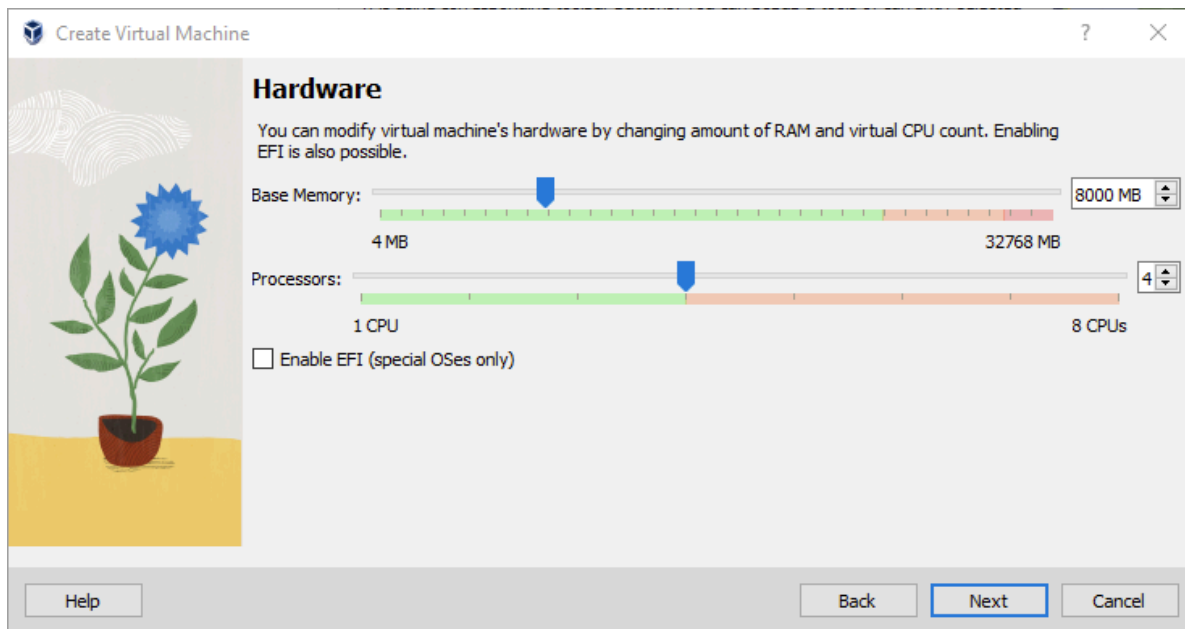 Create Virtual Machine
Hardware
You can modify virtual machine's hardware by changing amount of RAM and virtual CPU count. Enabling
EFI is also possible.
Base Memory: 8000 MB
4 MB 32768 MB
Processors: 4
1 CPU 8 CPUs
Enable EFI (special OSes only)
Help Back Next Cancel